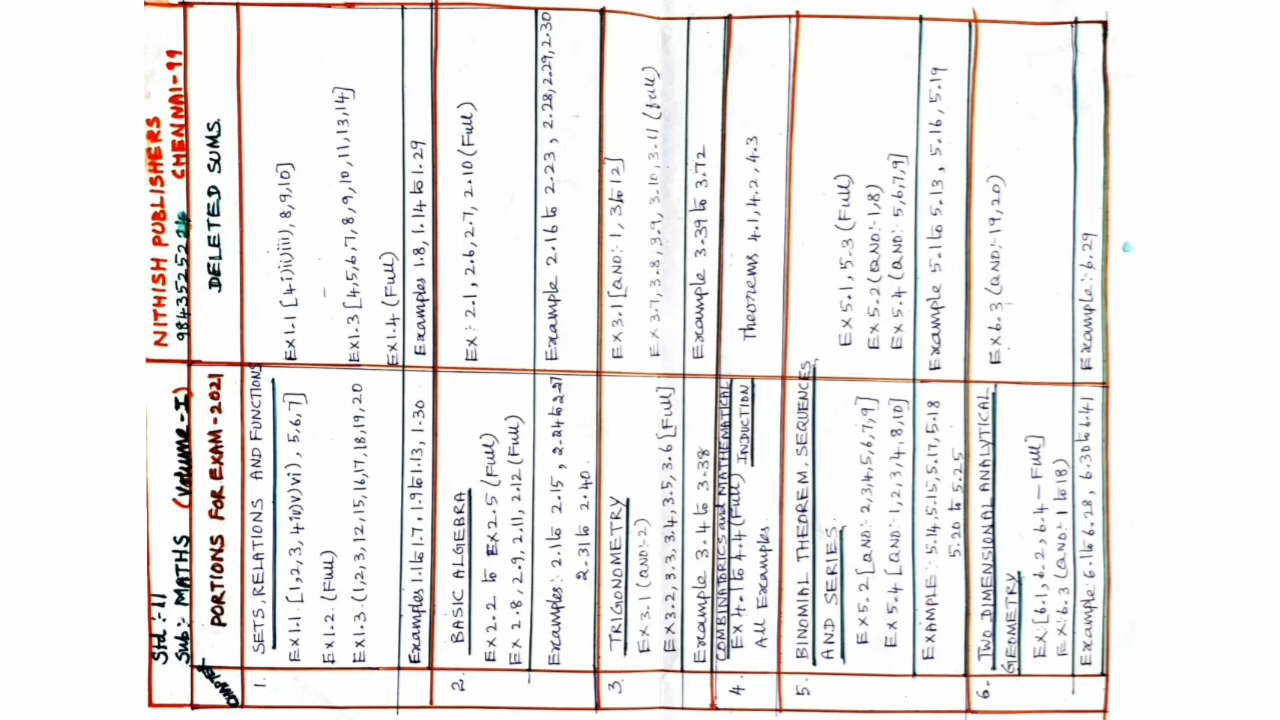 Std :- 11
NITHISH PUBLISHERS
Sub:- MATHS (Volume-I)
9843525224 CHENNAI-99
CHAPTER
PORTIONS FOR EXAM-2021
DELETED SUMS.
1.
SETS, RELATIONS AND FUNCTIONS
Ex1.1 [1,2,3, 4iv)v)vi), 5,6,7]
Ex1.1 [4-i)ii)iii), 8,9,10]
Ex1.2. (Full)
Ex1.3. (1,2,3,12,15,16,17,18,19,20
Ex1.3 [4,5,6,7,8,9,10,11,13,14]
Ex1.4 (Full)
Examples 1.1 to 1.7, 1.9 to 1.13, 1.30
Examples 1.8, 1.14 to 1.29
2.
BASIC ALGEBRA
Ex 2.2 to Ex 2.5 (Full)
Ex :- 2.1, 2.6, 2.7, 2.10 (Full)
Ex 2.8, 2.9, 2.11, 2.12 (Full)
Examples:- 2.1 to 2.15, 2.24 to 2.27
2.31 to 2.40.
Example 2.16 to 2.23, 2.28, 2.29, 2.30
3.
TRIGONOMETRY
Ex 3.1 (QNO:-2)
Ex 3.1 [QNO:- 1, 3 to 12]
Ex 3.2, 3.3, 3.4, 3.5, 3.6 [Full]
Ex 3.7, 3.8, 3.9, 3.10, 3.11 (full)
Example 3.4 to 3.38
Example 3.39 to 3.72
4.
COMBINATORICS and MATHEMATICAL
INDUCTION
Ex 4.1 to 4.4 (Full)
Theorems 4.1, 4.2, 4.3
All Examples.
5.
BINOMIAL THEOREM, SEQUENCES
AND SERIES.
Ex 5.1, 5.3 (Full)
Ex 5.2 [QNO:- 2,3,4,5,6,7,9]
Ex 5.2 (QNO:- 1,8)
Ex 5.4 [QNO:- 1,2,3,4,8,10]
Ex 5.4 (QNO:- 5,6,7,9]
EXAMPLE:- 5.14, 5.15, 5.17, 5.18
5.20 to 5.25
Example 5.1 to 5.13, 5.16, 5.19
6.
TWO DIMENSIONAL ANALYTICAL
GEOMETRY
Ex:[6.1, 6.2, 6.4 - Full]
Ex 6.3 (QNO:-19,20)
Ex:6.3 (QNO:- 1 to 18)
Example: 6.1 to 6.28, 6.30 to 6.41
Example:- 6.29